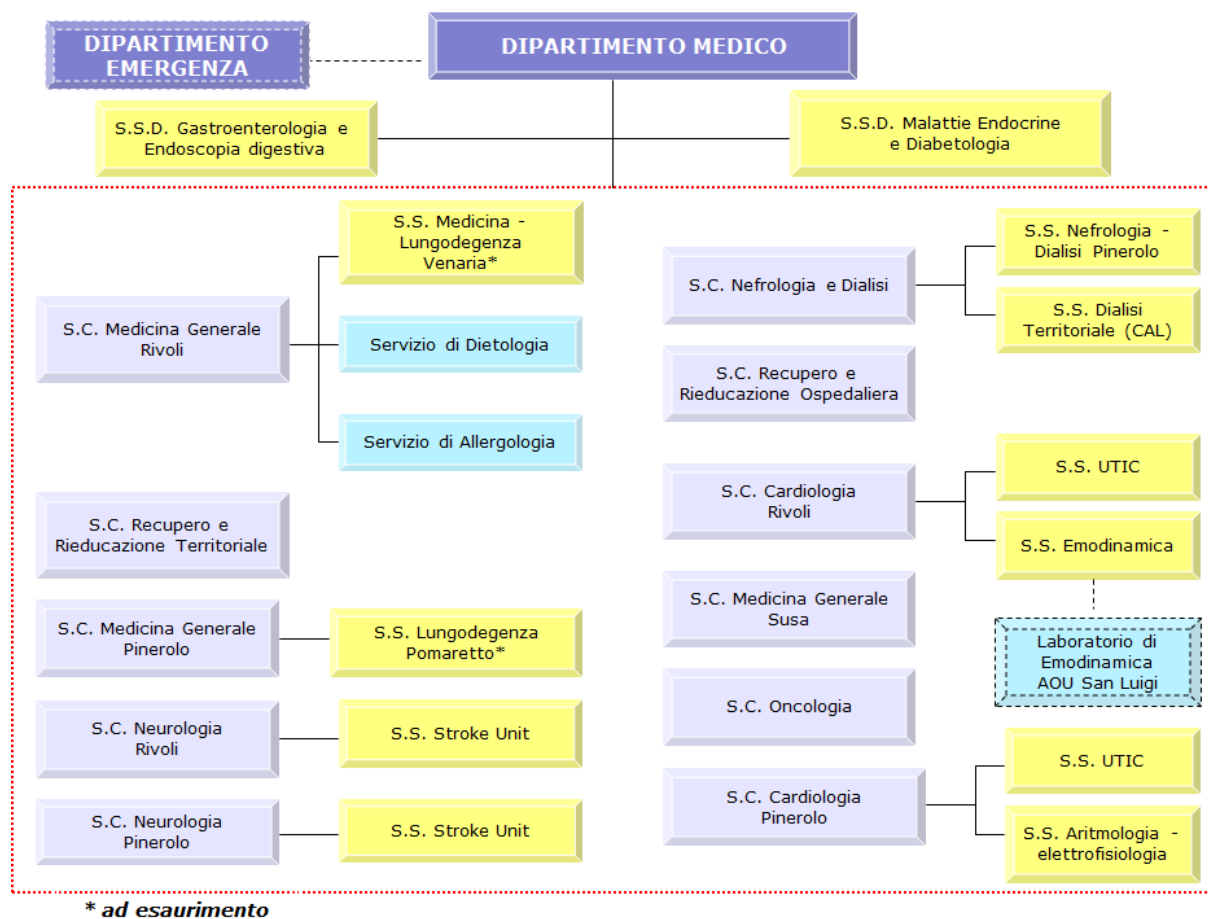 DIPARTIMENTO
EMERGENZA
DIPARTIMENTO MEDICO
S.S.D. Gastroenterologia e
Endoscopia digestiva
S.S.D. Malattie Endocrine
e Diabetologia
S.S. Medicina -
Lungodegenza
Venaria*
S.C. Medicina Generale
Rivoli
Servizio di Dietologia
Servizio di Allergologia
S.C. Recupero e
Rieducazione Territoriale
S.C. Medicina Generale
Pinerolo
S.S. Lungodegenza
Pomaretto*
S.C. Neurologia
Rivoli
S.S. Stroke Unit
S.C. Neurologia
Pinerolo
S.S. Stroke Unit
S.C. Nefrologia e Dialisi
S.S. Nefrologia -
Dialisi Pinerolo
S.S. Dialisi
Territoriale (CAL)
S.C. Recupero e
Rieducazione Ospedaliera
S.C. Cardiologia
Rivoli
S.S. UTIC
S.S. Emodinamica
Laboratorio di
Emodinamica
AOU San Luigi
S.C. Medicina Generale
Susa
S.C. Oncologia
S.C. Cardiologia
Pinerolo
S.S. UTIC
S.S. Aritmologia -
elettrofisiologia
* ad esaurimento